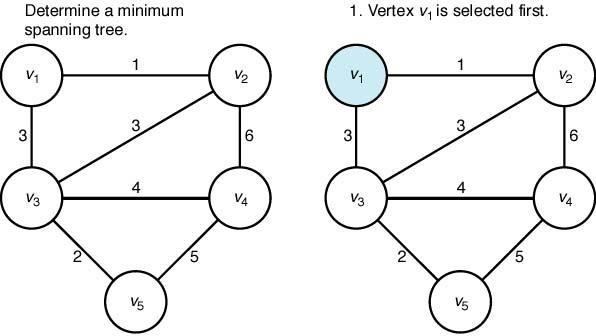 Determine a minimum
spanning tree.
1. Vertex v₁ is selected first.
v₁
1
v₂
3
3
6
v₃
4
v₄
2
5
v₅
v₁
1
v₂
3
3
6
v₃
4
v₄
2
5
v₅